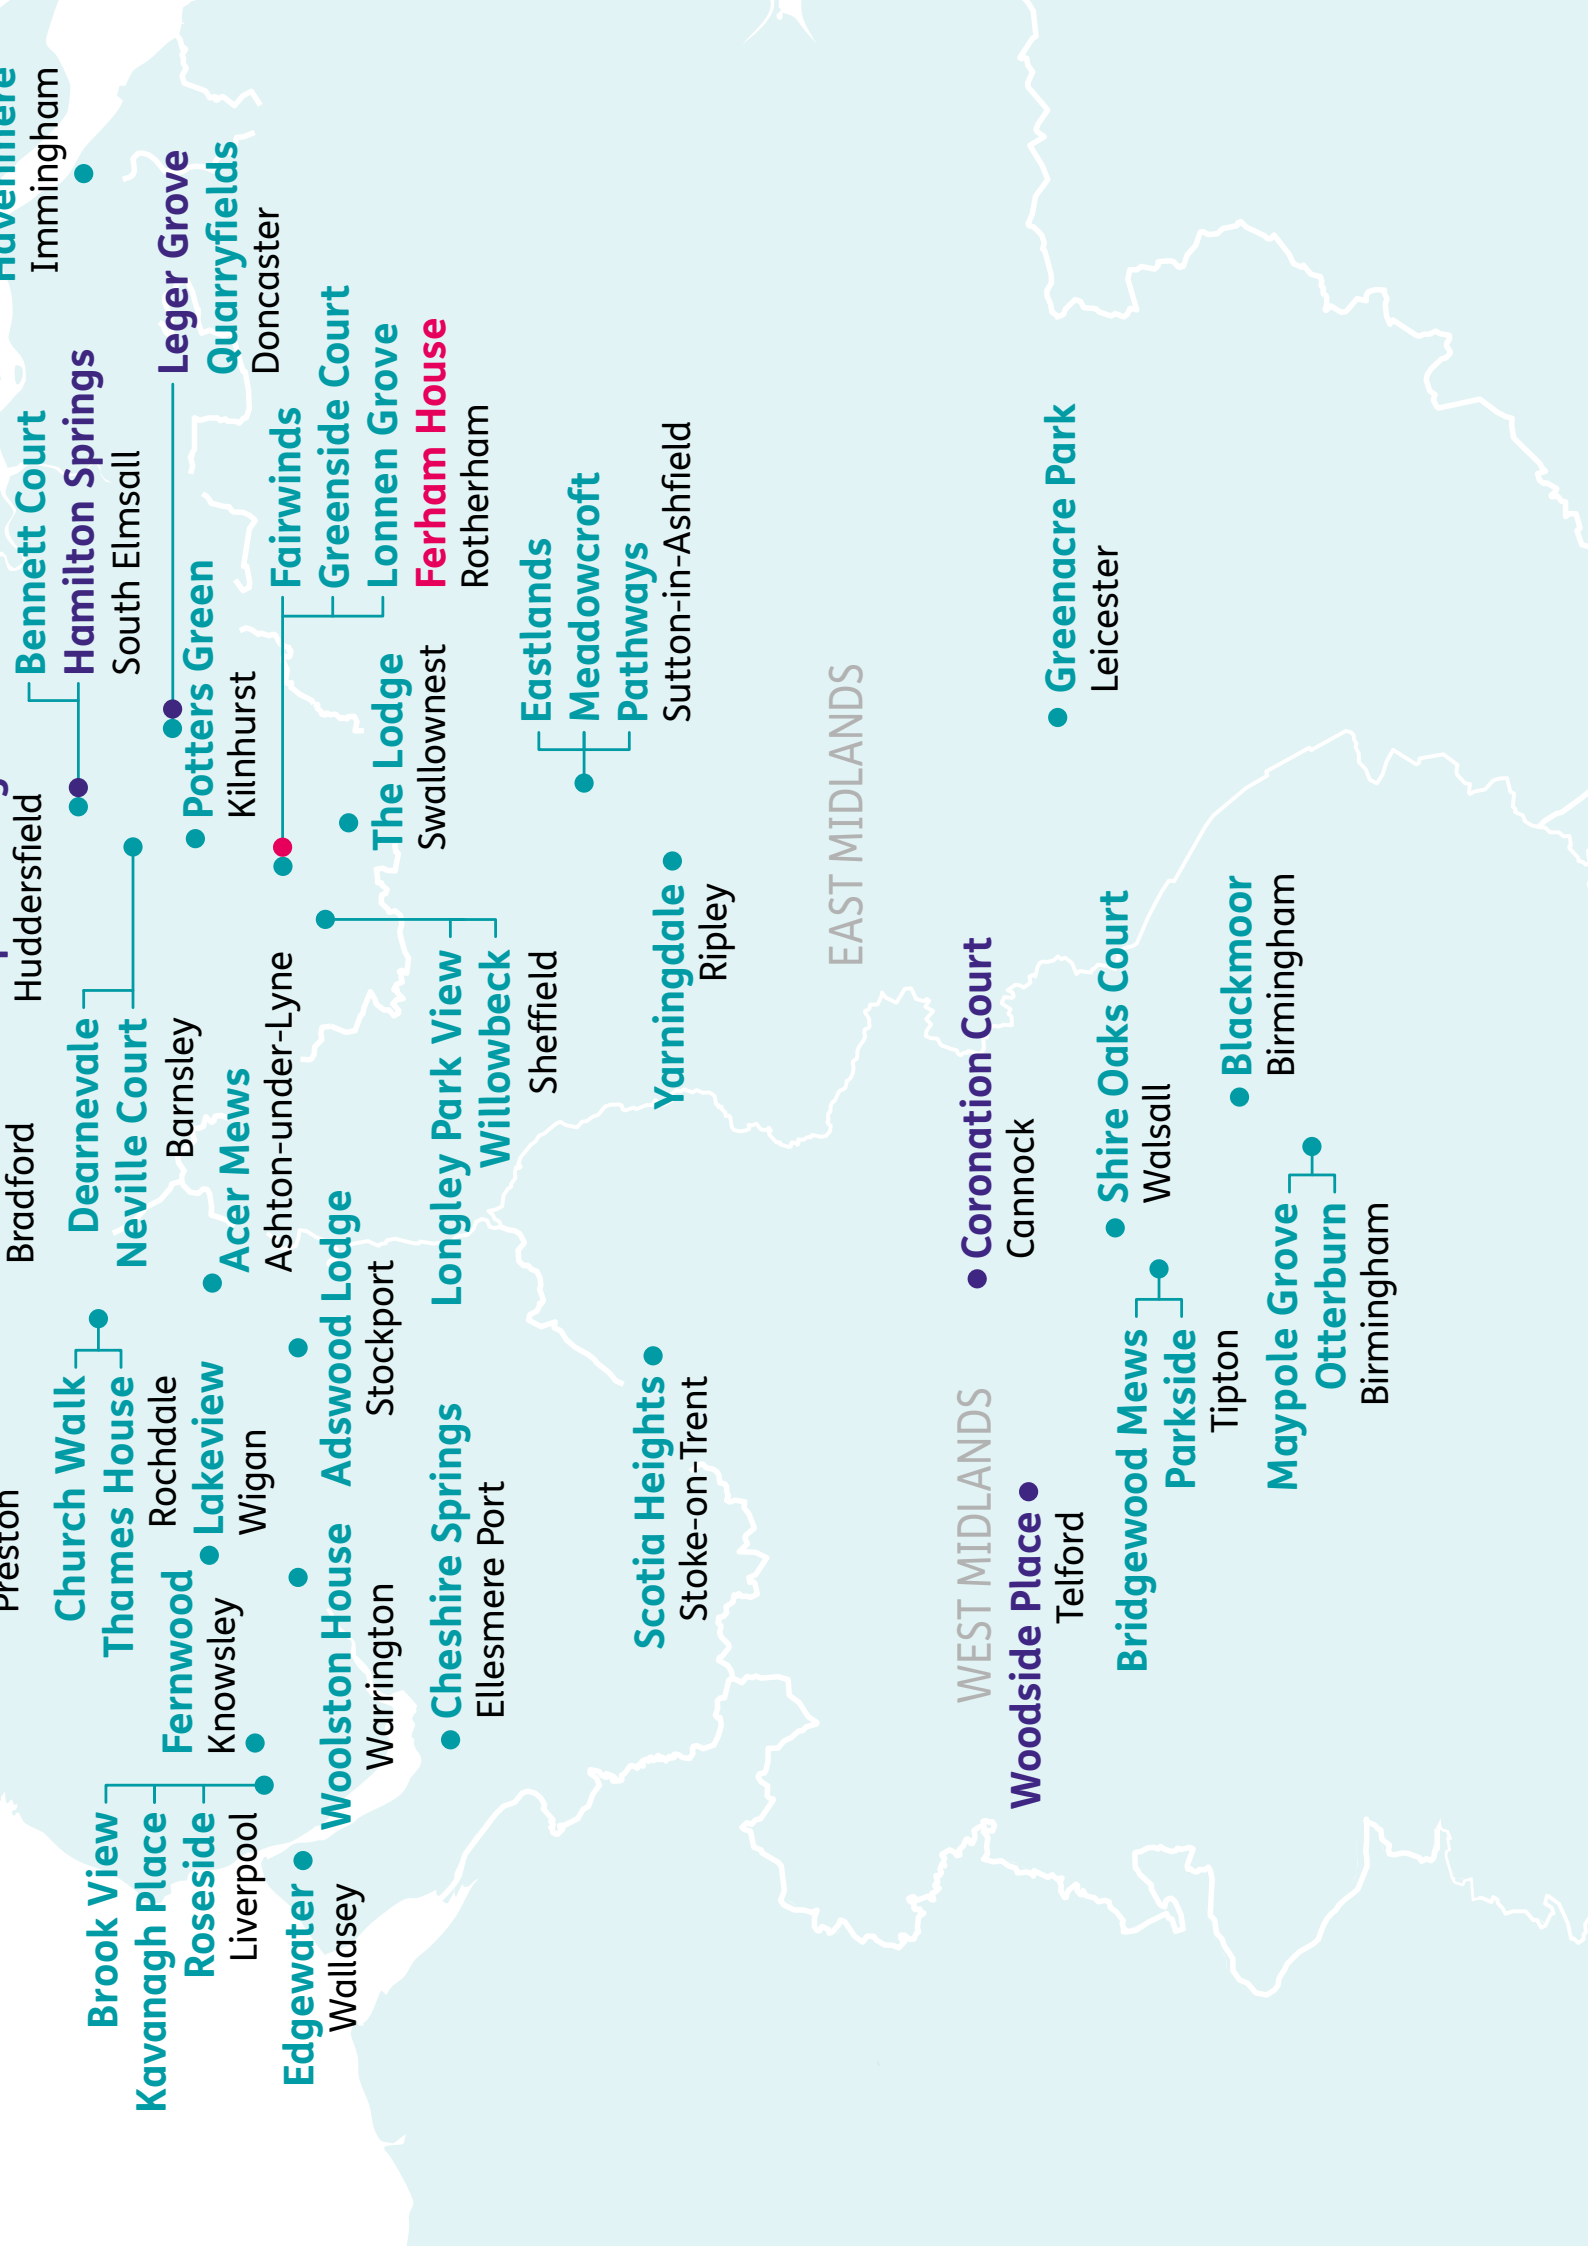 Immingham
Bennett Court
Hamilton Springs
South Elmsall
Leger Grove
Quarryfields
Doncaster
Huddersfield
Potters Green
Kilnhurst
Fairwinds
Greenside Court
Lonnen Grove
Ferham House
Rotherham
Bradford
Dearnevale
Neville Court
Barnsley
The Lodge
Swallownest
Preston
Church Walk
Thames House
Rochdale
Acer Mews
Ashton-under-Lyne
Longley Park View
Willowbeck
Sheffield
Eastlands
Meadowcroft
Pathways
Sutton-in-Ashfield
Lakeview
Wigan
Adswood Lodge
Stockport
Fernwood
Knowsley
Brook View
Kavanagh Place
Roseside
Liverpool
Woolston House
Warrington
Edgewater
Wallasey
Cheshire Springs
Ellesmere Port
Yarningdale
Ripley
Scotia Heights
Stoke-on-Trent
EAST MIDLANDS
WEST MIDLANDS
Coronation Court
Cannock
Woodside Place
Telford
Greenacre Park
Leicester
Shire Oaks Court
Walsall
Bridgewood Mews
Parkside
Tipton
Blackmoor
Birmingham
Maypole Grove
Otterburn
Birmingham